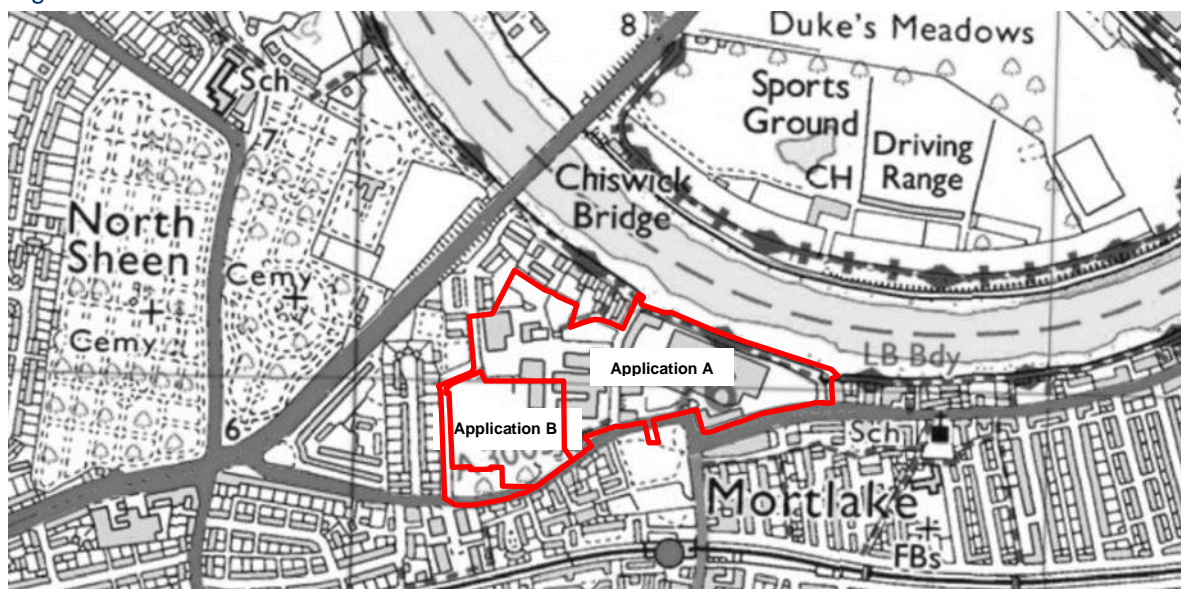 8
Duke's Meadows
Sch
Sports
Ground
7
Driving
Range
Chiswick
Bridge
CH
North
Sheen
Cemy
Cemy
LB Bdy
Application A
6
Application B
Sch
Mortlake
FBs